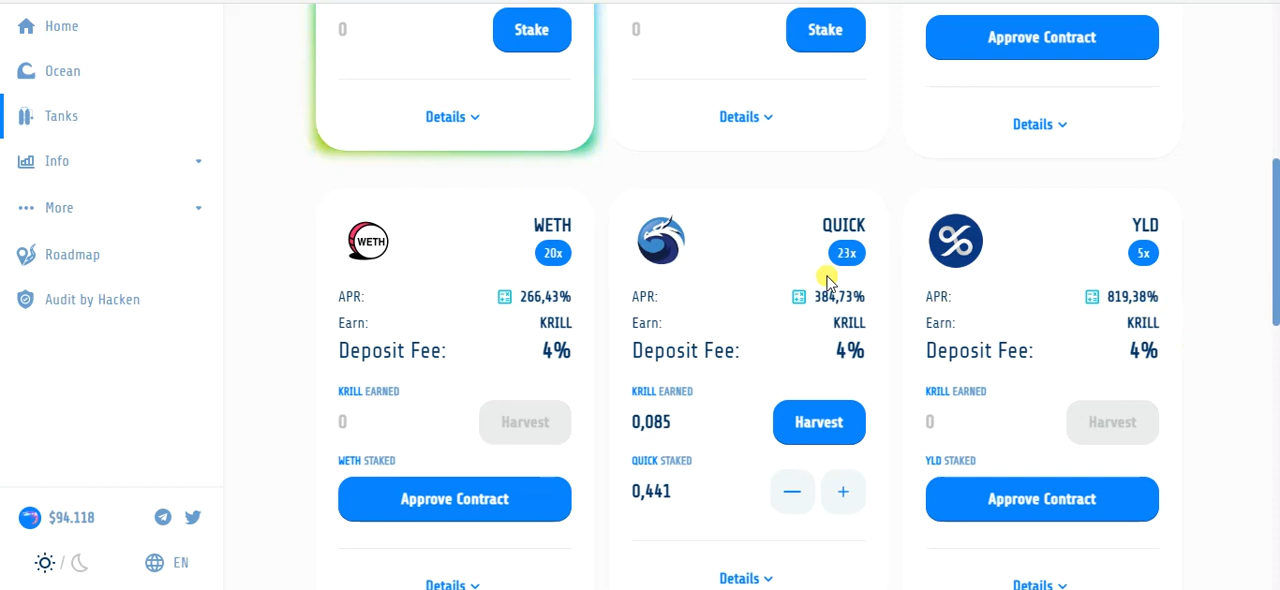 Home
Ocean
Tanks
Info
More
Roadmap
Audit by Hacken
$94.118
/
EN
0 Stake
Details
0 Stake
Details
Approve Contract
Details
WETH
WETH
20x
APR: 266,43%
Earn: KRILL
Deposit Fee: 4%
KRILL EARNED
0 Harvest
WETH STAKED
Approve Contract
Details
QUICK
23x
APR: 384,73%
Earn: KRILL
Deposit Fee: 4%
KRILL EARNED
0,085 Harvest
QUICK STAKED
0,441 — +
Details
YLD
5x
APR: 819,38%
Earn: KRILL
Deposit Fee: 4%
KRILL EARNED
0 Harvest
YLD STAKED
Approve Contract
Details